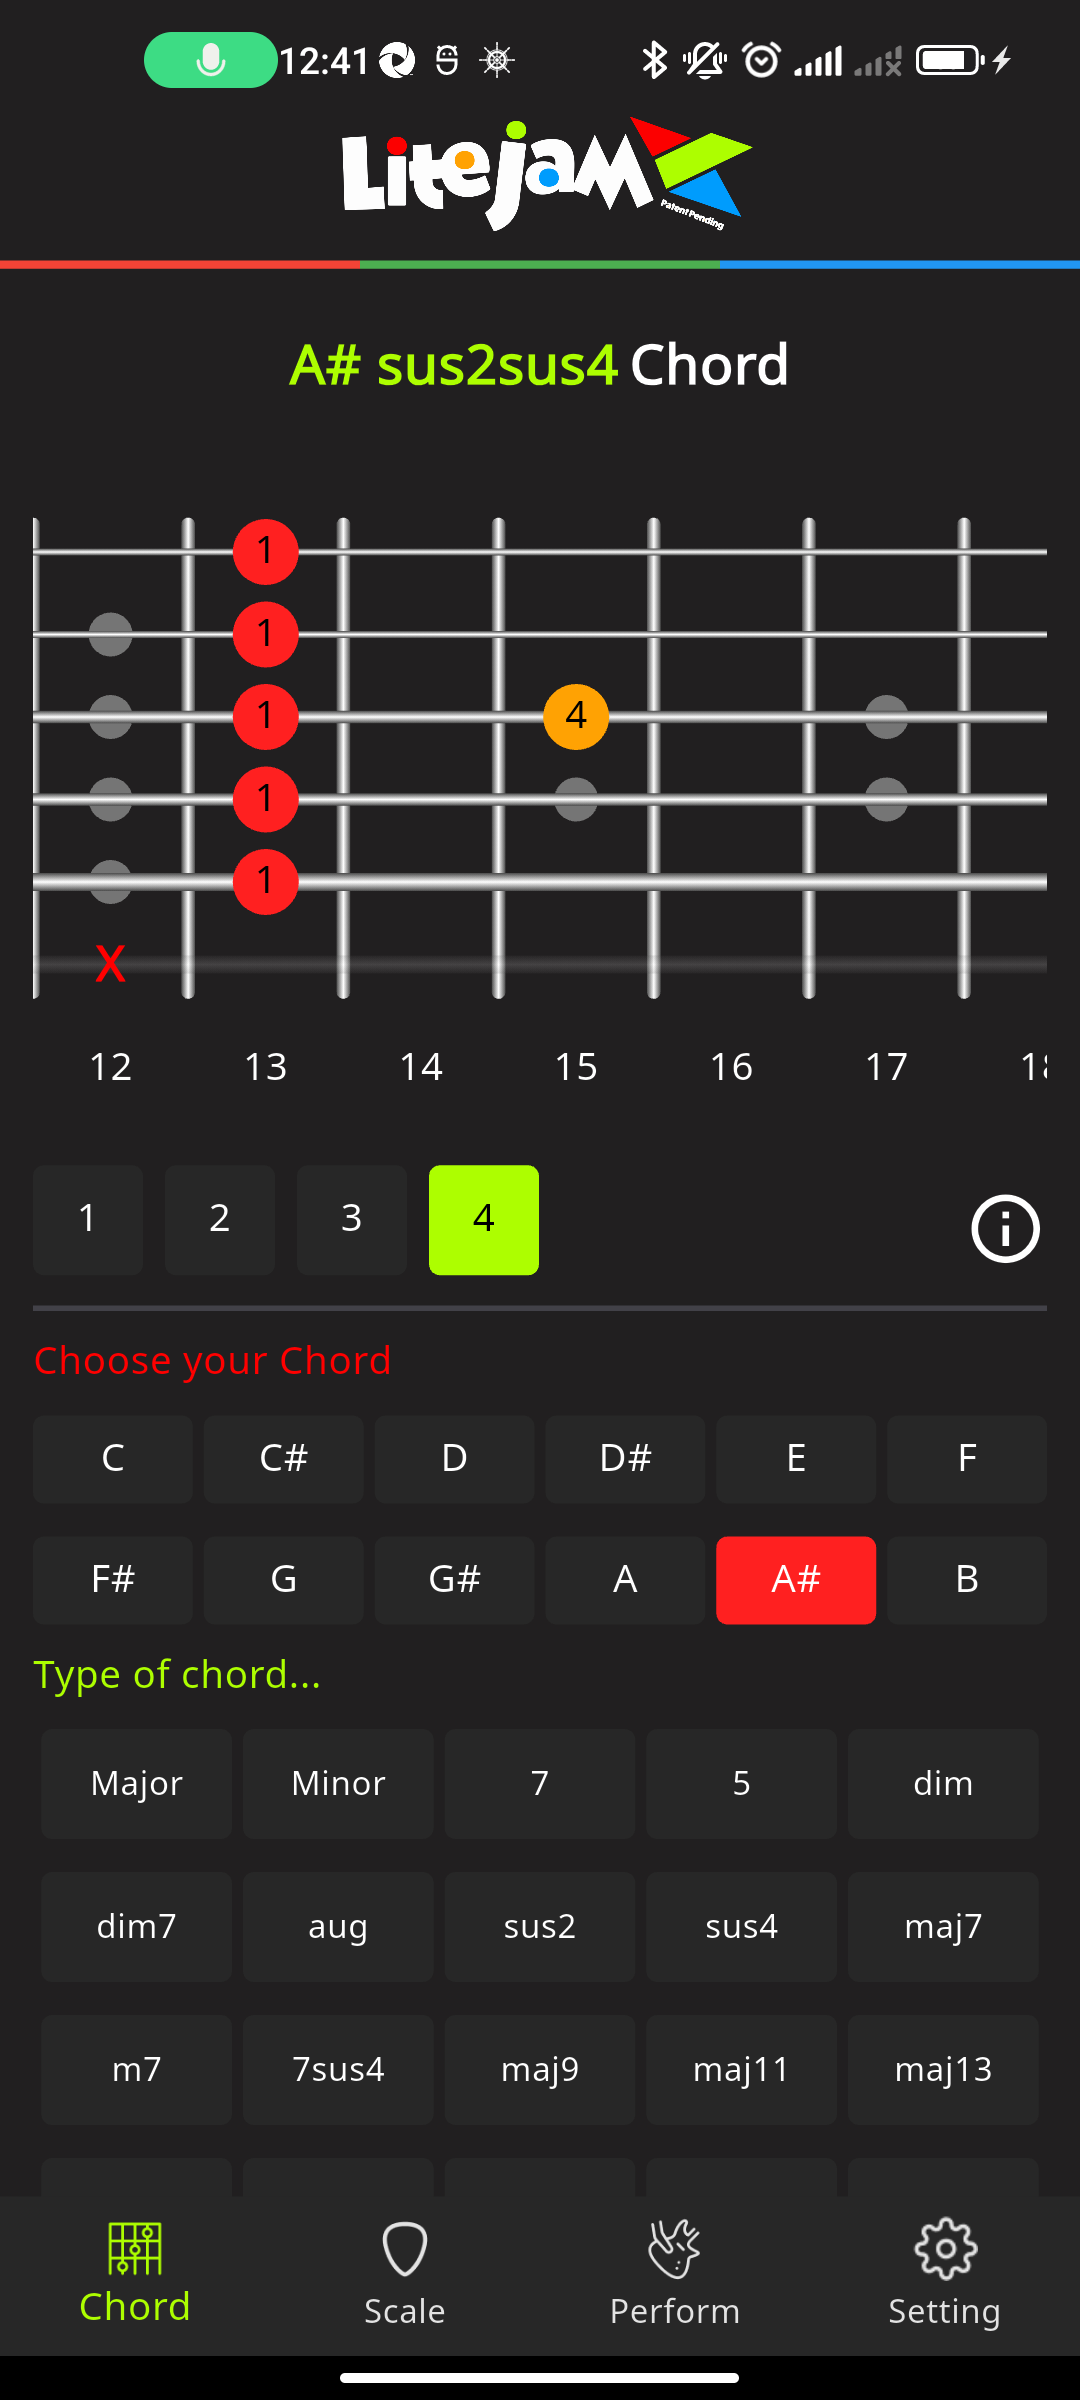 12:41
Litejam
Patent Pending
A# sus2sus4 Chord
1
1
1 4
1
1
X
12 13 14 15 16 17
1 2 3 4
Choose your Chord
C C# D D# E F
F# G G# A A# B
Type of chord...
Major Minor 7 5 dim
dim7 aug sus2 sus4 maj7
m7 7sus4 maj9 maj11 maj13
Chord Scale Perform Setting